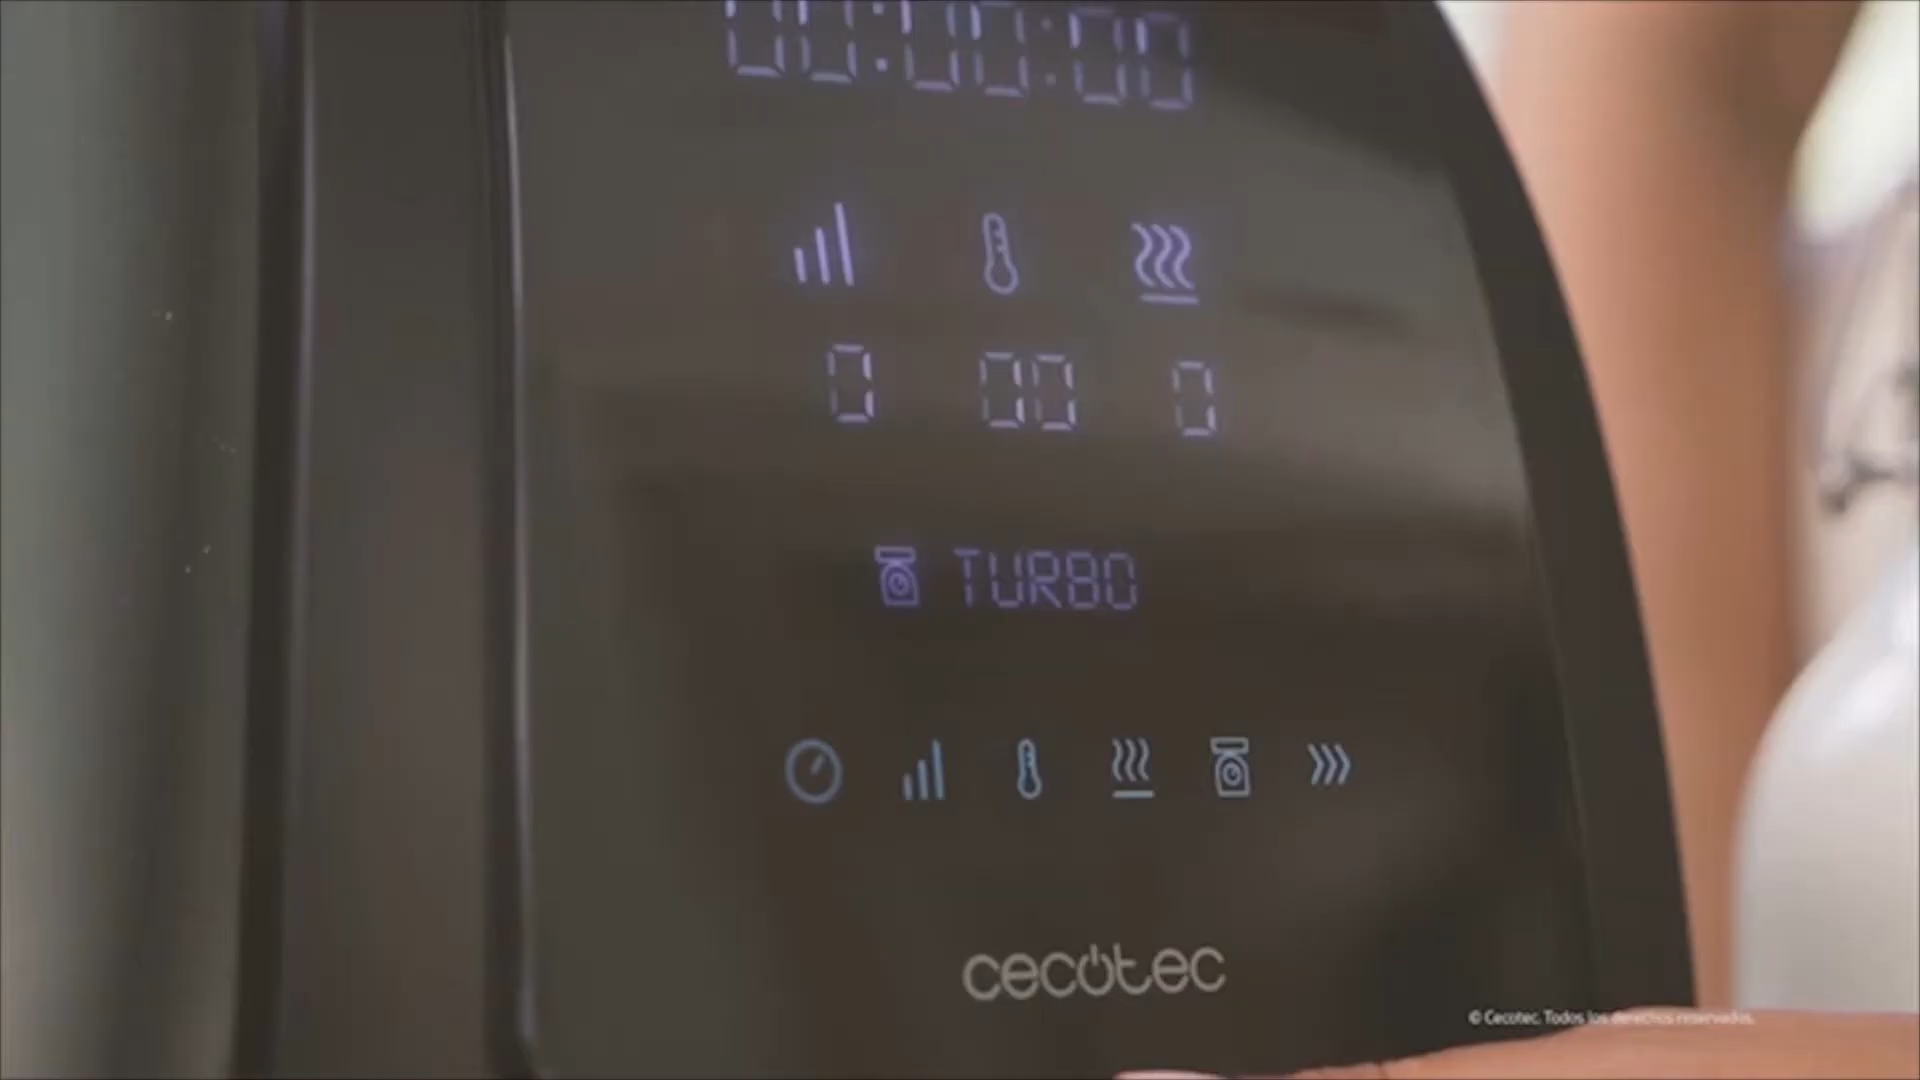 00:00:00
0 00 0
TURBO
cecotec
© Cecotec. Todos los derechos reservados.